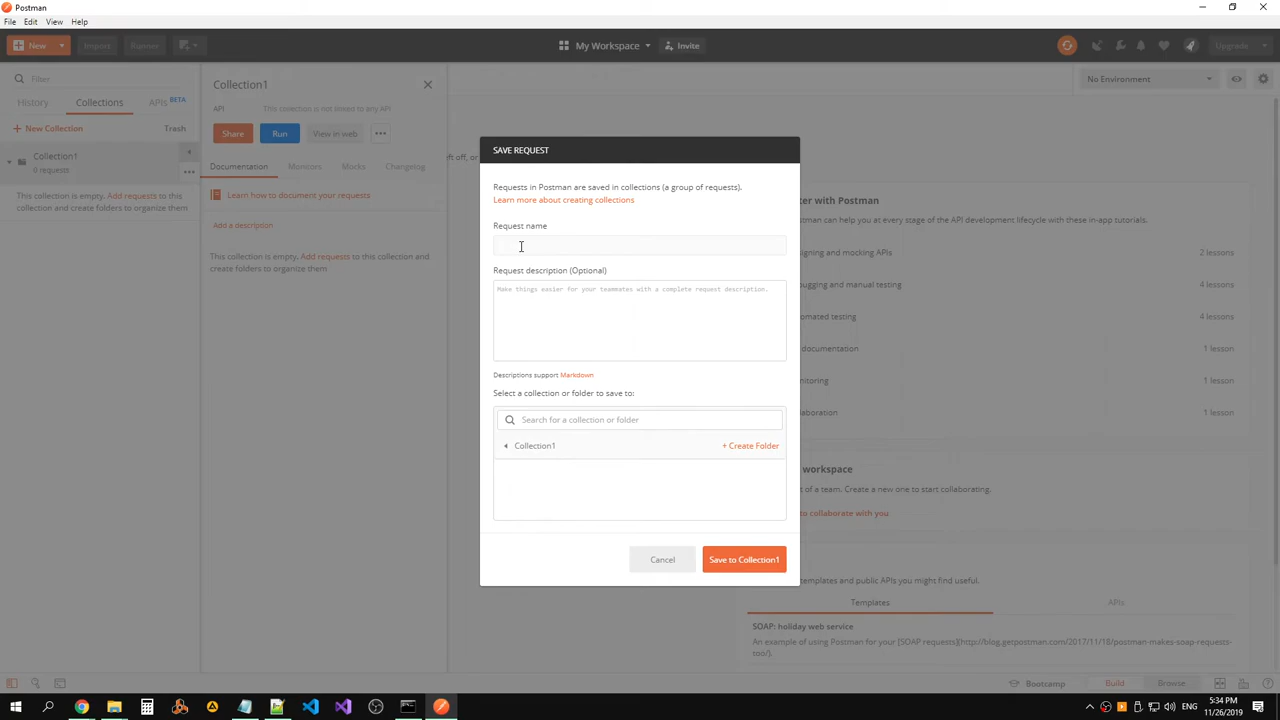 Postman
File Edit View Help
New Import Runner My Workspace Invite Upgrade
Filter
History Collections APIs BETA
+ New Collection Trash
Collection1
0 requests
This collection is empty. Add requests to this
collection and create folders to organize them
Collection1
API This collection is not linked to any API
Share Run View in web
Documentation Monitors Mocks Changelog
Learn how to document your requests
Add a description
This collection is empty. Add requests to this collection and
create folders to organize them
No Environment
eft off, or
SAVE REQUEST
Requests in Postman are saved in collections (a group of requests).
Learn more about creating collections
Request name
Request description (Optional)
Make things easier for your teammates with a complete request description.
Descriptions support Markdown
Select a collection or folder to save to:
Search for a collection or folder
Collection1 + Create Folder
Cancel Save to Collection1
ter with Postman
ostman can help you at every stage of the API development lifecycle with these in-app tutorials.
signing and mocking APIs 2 lessons
bugging and manual testing 4 lessons
omated testing 4 lessons
documentation 1 lesson
nitoring 1 lesson
aboration 1 lesson
workspace
t of a team. Create a new one to start collaborating.
to collaborate with you
templates and public APIs you might find useful.
Templates APIs
SOAP: holiday web service
An example of using Postman for your [SOAP requests](http://blog.getpostman.com/2017/11/18/postman-makes-soap-requests-
too/).
Bootcamp Build Browse
ENG 5:34 PM
11/26/2019